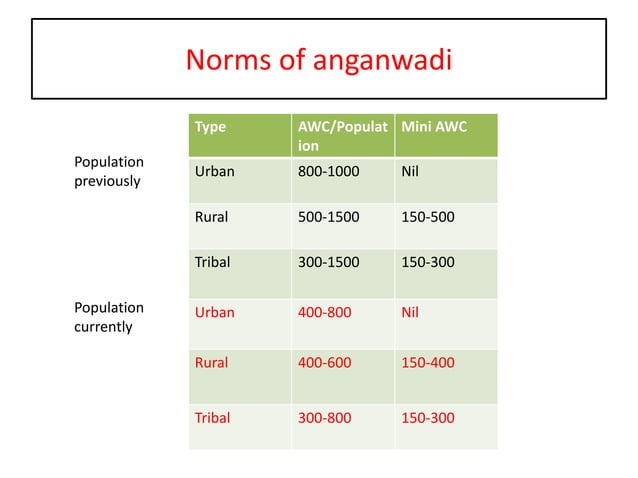 Norms of anganwadi
Type AWC/Populat Mini AWC
ion
Population
previously
Urban 800-1000 Nil
Rural 500-1500 150-500
Tribal 300-1500 150-300
Population
currently
Urban 400-800 Nil
Rural 400-600 150-400
Tribal 300-800 150-300